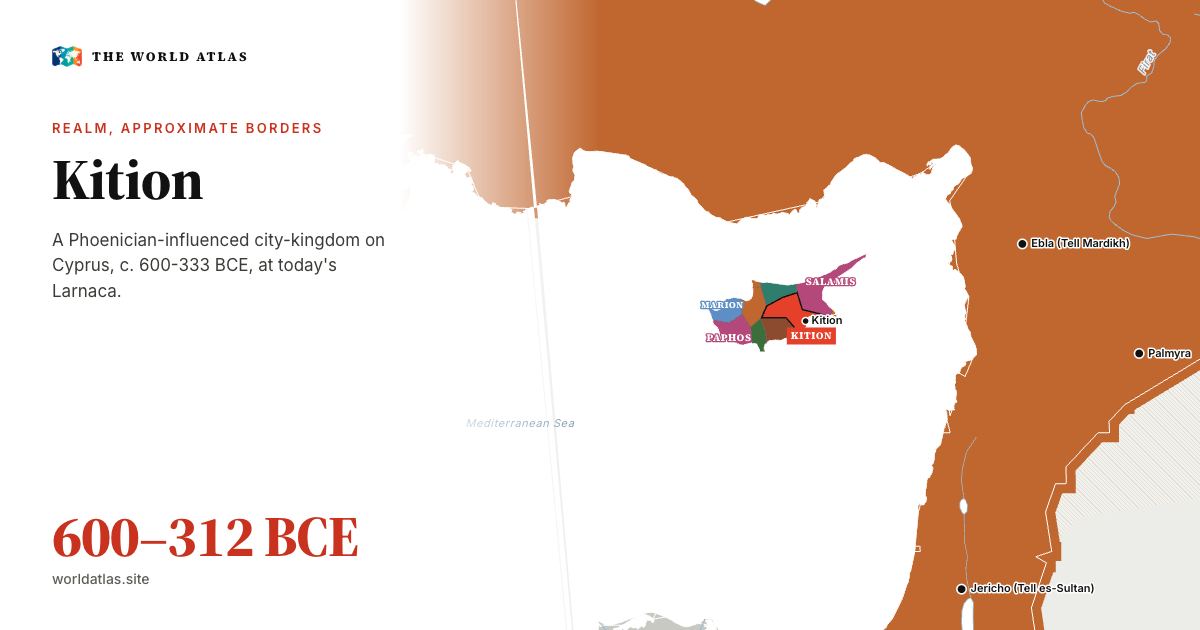 THE WORLD ATLAS
REALM, APPROXIMATE BORDERS
Kition
A Phoenician-influenced city-kingdom on
Cyprus, c. 600-333 BCE, at today's
Larnaca.
600–312 BCE
worldatlas.site
Fırat
Ebla (Tell Mardikh)
SALAMIS
MARION
Kition
PAPHOS
KITION
Palmyra
Mediterranean Sea
Jericho (Tell es-Sultan)